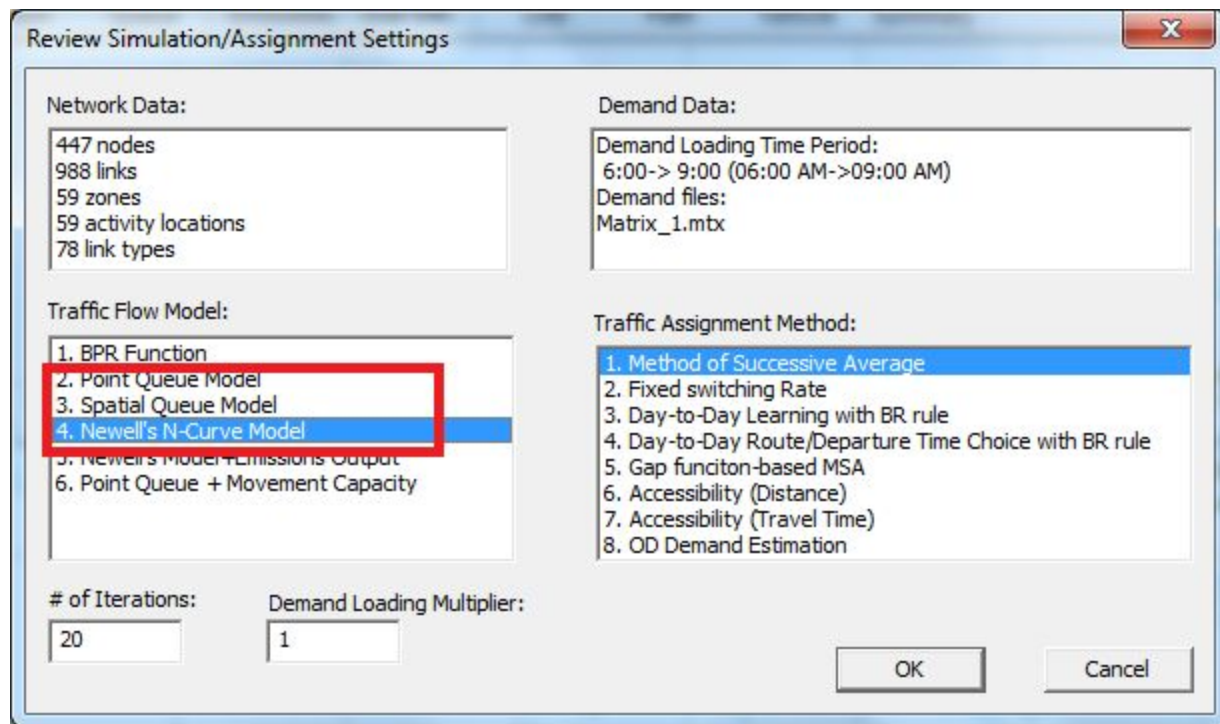 Review Simulation/Assignment Settings
Network Data:
447 nodes
988 links
59 zones
59 activity locations
78 link types
Demand Data:
Demand Loading Time Period:
6:00-> 9:00 (06:00 AM->09:00 AM)
Demand files:
Matrix_1.mtx
Traffic Flow Model:
1. BPR Function
2. Point Queue Model
3. Spatial Queue Model
4. Newell's N-Curve Model
5. Newell's Model+Emissions Output
6. Point Queue + Movement Capacity
Traffic Assignment Method:
1. Method of Successive Average
2. Fixed switching Rate
3. Day-to-Day Learning with BR rule
4. Day-to-Day Route/Departure Time Choice with BR rule
5. Gap funciton-based MSA
6. Accessibility (Distance)
7. Accessibility (Travel Time)
8. OD Demand Estimation
# of Iterations:
20
Demand Loading Multiplier:
1
OK
Cancel